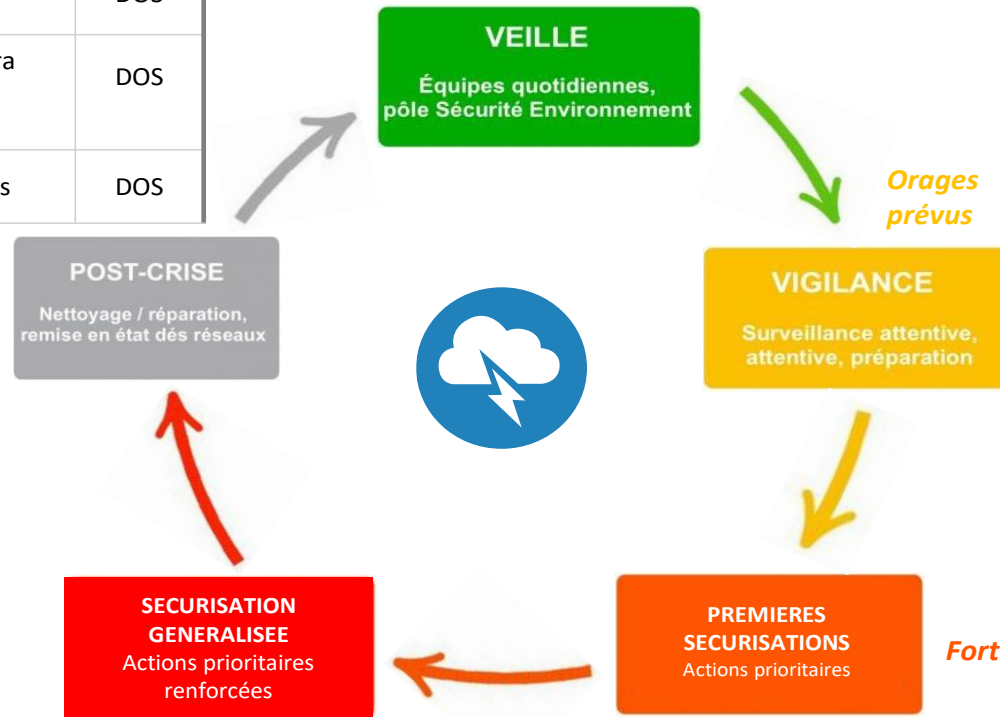 DOS
ra
DOS
s
DOS
VEILLE
Équipes quotidiennes,
pôle Sécurité Environnement
Orages
prévus
POST-CRISE
Nettoyage / réparation,
remise en état dés réseaux
VIGILANCE
Surveillance attentive,
attentive, préparation
SECURISATION
GENERALISEE
Actions prioritaires
renforcées
PREMIERES
SECURISATIONS
Actions prioritaires
Fort